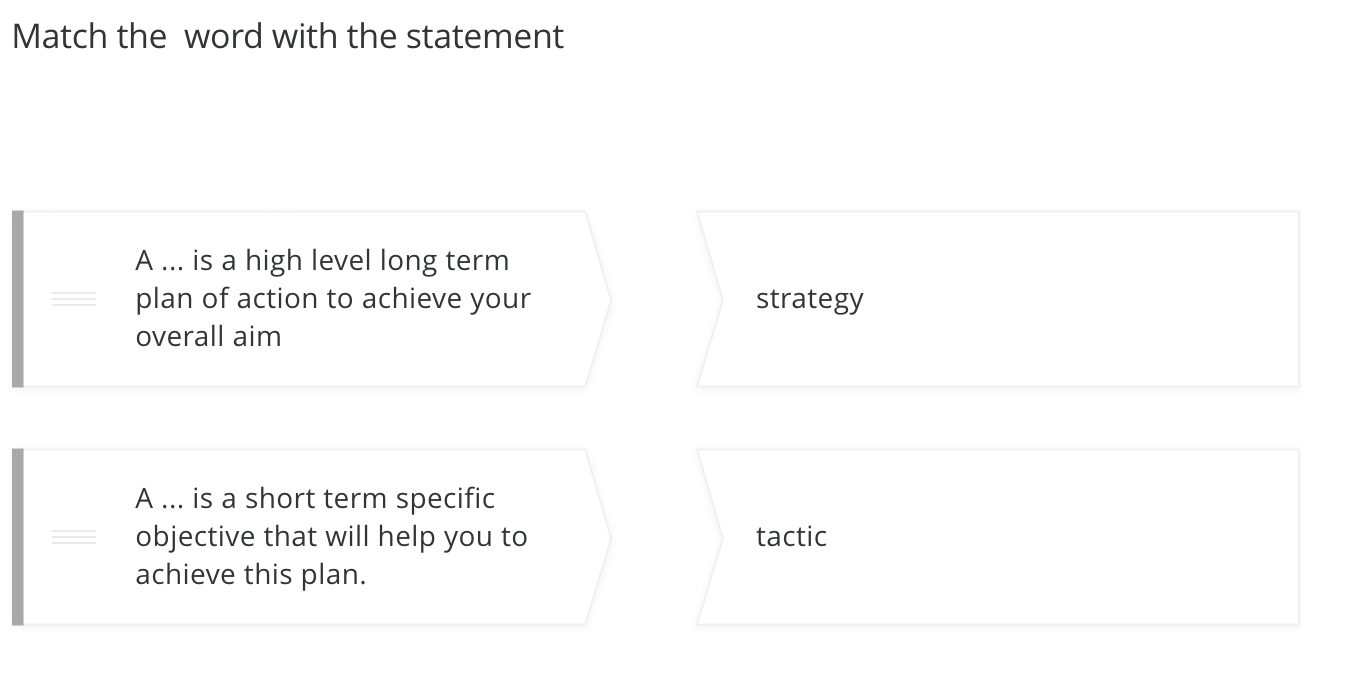 Match the  word with the statement
A ... is a high level long term
plan of action to achieve your
overall aim
strategy
A ... is a short term specific
objective that will help you to
achieve this plan.
tactic